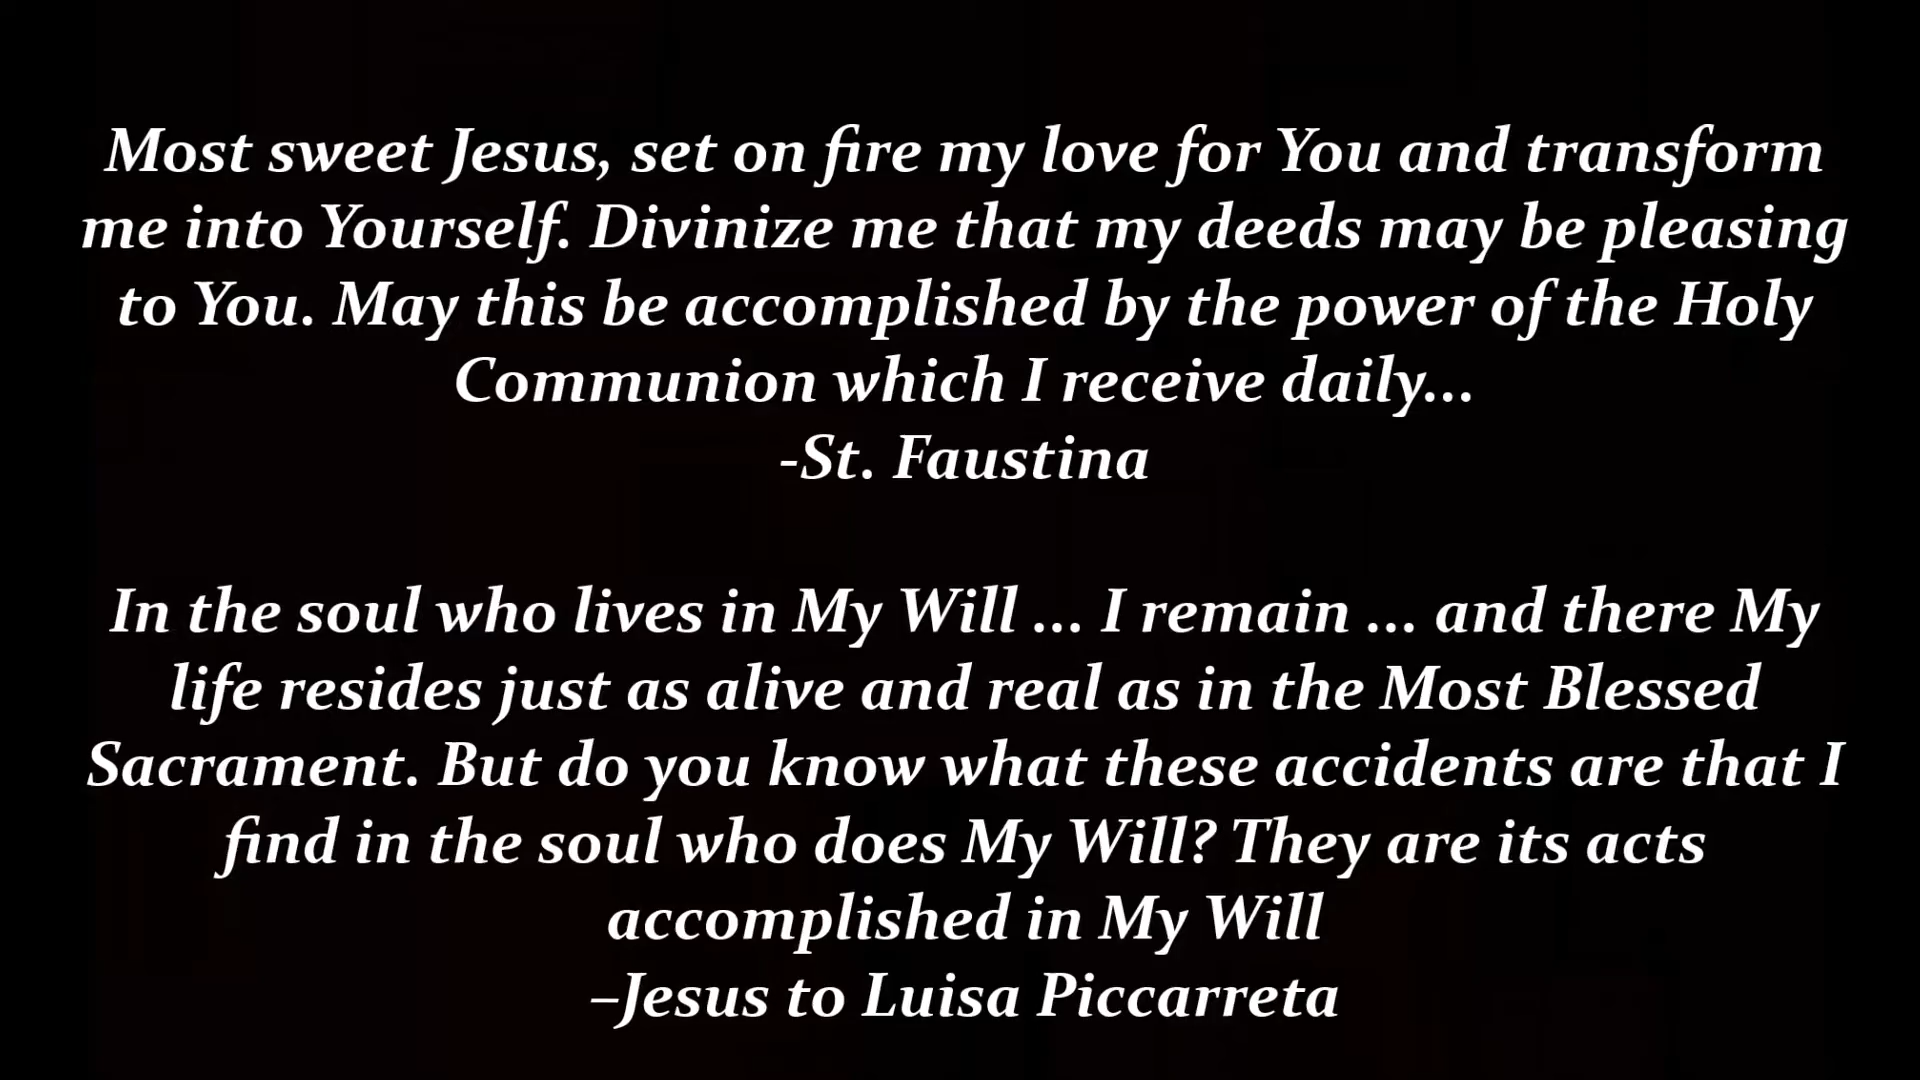 Most sweet Jesus, set on fire my love for You and transform
me into Yourself. Divinize me that my deeds may be pleasing
to You. May this be accomplished by the power of the Holy
Communion which I receive daily...
-St. Faustina
In the soul who lives in My Will ... I remain ... and there My
life resides just as alive and real as in the Most Blessed
Sacrament. But do you know what these accidents are that I
find in the soul who does My Will? They are its acts
accomplished in My Will
–Jesus to Luisa Piccarreta